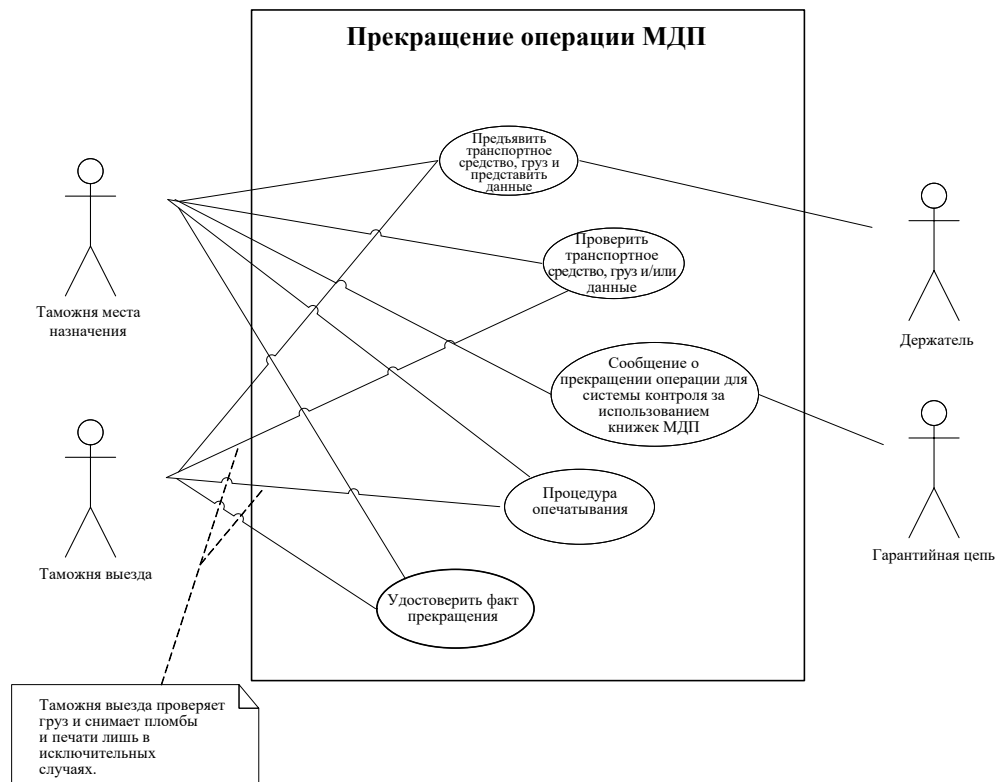 Прекращение операции МДП
Предъявить
транспортное
средство, груз и
представить
данные
Проверить
транспортное
средство, груз и/или
данные
Таможня места
назначения
Держатель
Сообщение о
прекращении операции для
системы контроля за
использованием
книжек МДП
Процедура
опечатывания
Таможня выезда
Гарантийная цепь
Удостоверить факт
прекращения
Таможня выезда проверяет
груз и снимает пломбы
и печати лишь в
исключительных
случаях.